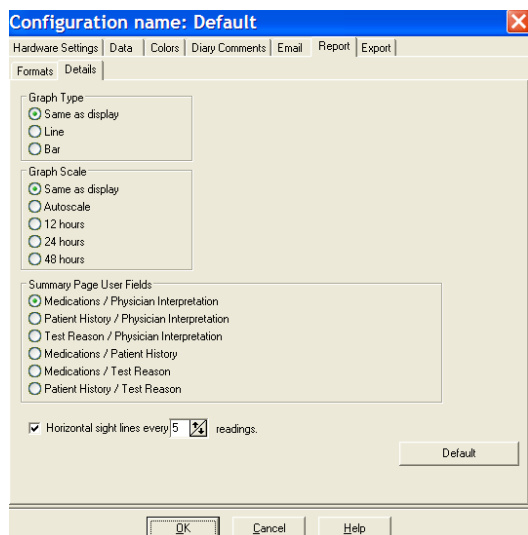 Configuration name: Default
Hardware Settings Data Colors Diary Comments Email Report Export
Formats Details
Graph Type
Same as display
Line
Bar
Graph Scale
Same as display
Autoscale
12 hours
24 hours
48 hours
Summary Page User Fields
Medications / Physician Interpretation
Patient History / Physician Interpretation
Test Reason / Physician Interpretation
Medications / Patient History
Medications / Test Reason
Patient History / Test Reason
Horizontal sight lines every 5 readings.
Default
OK Cancel Help